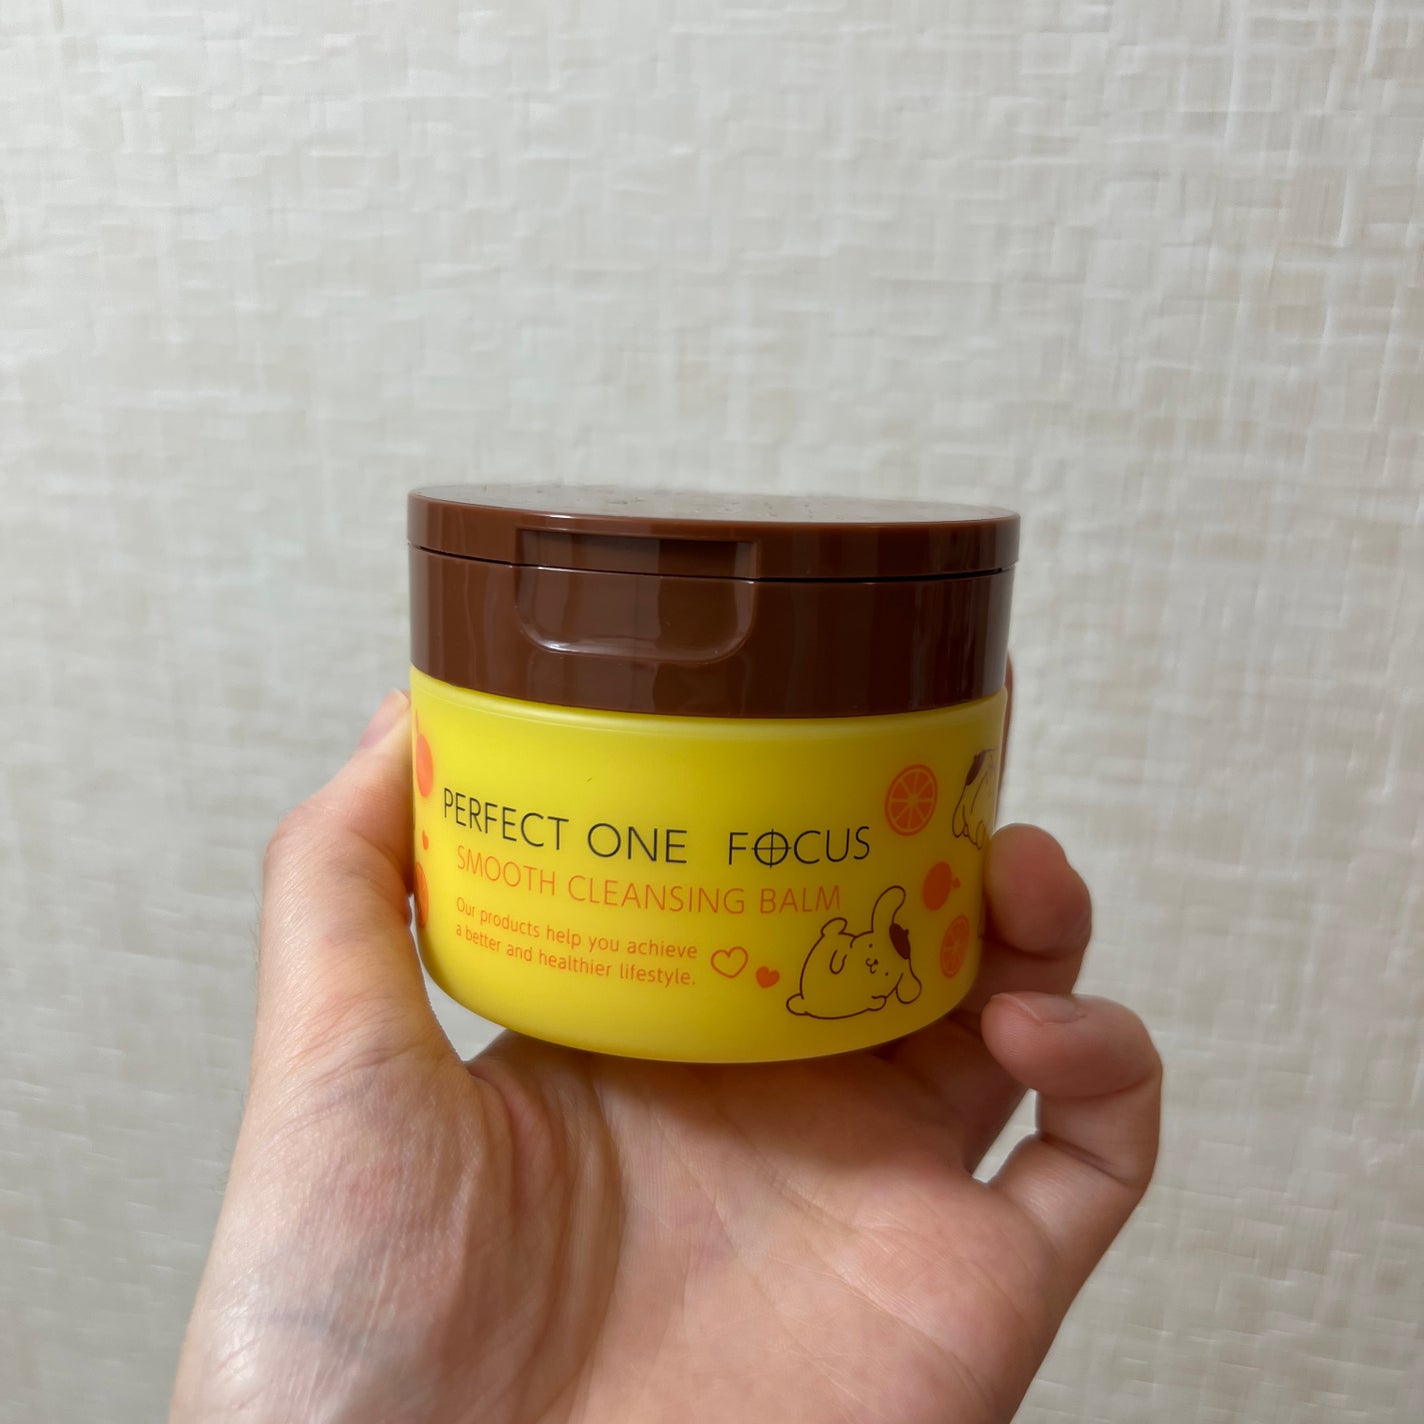 PERFECT ONE FOCUS
SMOOTH CLEANSING BALM
Our products help you achieve
a better and healthier lifestyle.